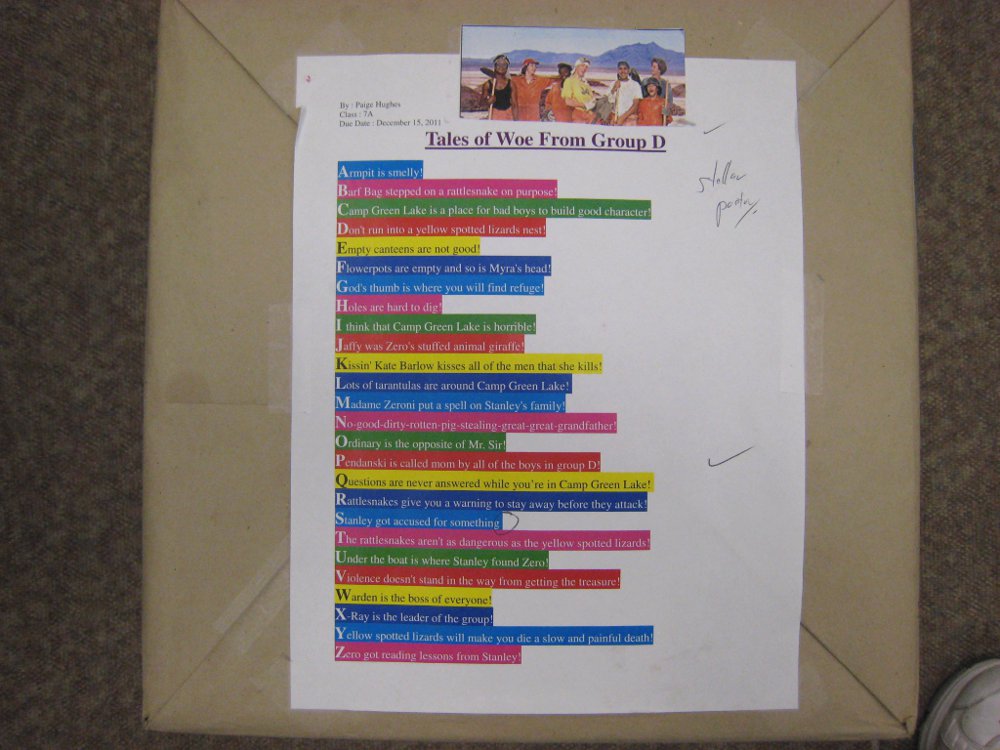 By : Paige Hughes
Class : 7A
Due Date : December 15, 2011
Tales of Woe From Group D
Armpit is smelly!
Barf Bag stepped on a rattlesnake on purpose!
Camp Green Lake is a place for bad boys to build good character!
Don't run into a yellow spotted lizards nest!
Empty canteens are not good!
Flowerpots are empty and so is Myra's head!
God's thumb is where you will find refuge!
Holes are hard to dig!
I think that Camp Green Lake is horrible!
Jaffy was Zero's stuffed animal giraffe!
Kissin' Kate Barlow kisses all of the men that she kills!
Lots of tarantulas are around Camp Green Lake!
Madame Zeroni put a spell on Stanley's family!
No-good-dirty-rotten-pig-stealing-great-great-grandfather!
Ordinary is the opposite of Mr. Sir!
Pendanski is called mom by all of the boys in group D!
Questions are never answered while you're in Camp Green Lake!
Rattlesnakes give you a warning to stay away before they attack!
Stanley got accused for something
The rattlesnakes aren't as dangerous as the yellow spotted lizards!
Under the boat is where Stanley found Zero!
Violence doesn't stand in the way from getting the treasure!
Warden is the boss of everyone!
X-Ray is the leader of the group!
Yellow spotted lizards will make you die a slow and painful death!
Zero got reading lessons from Stanley!